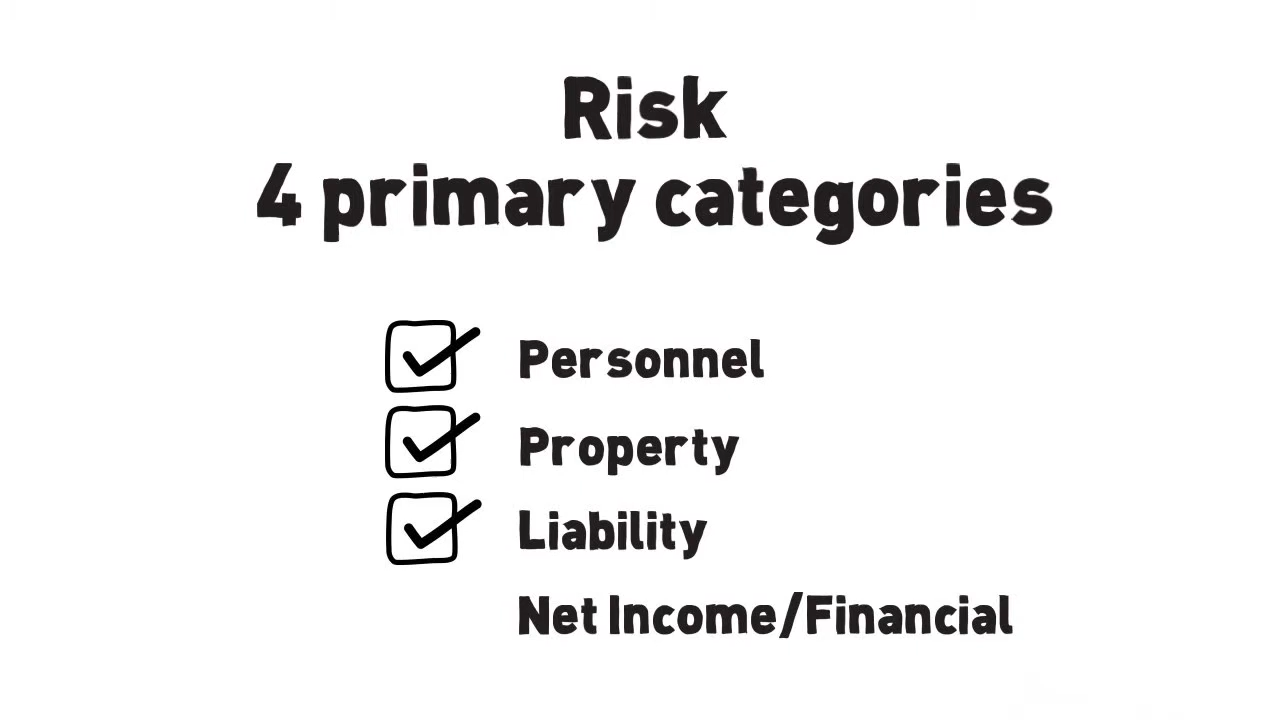 Risk
4 primary categories
Personnel
Property
Liability
Net Income/Financial